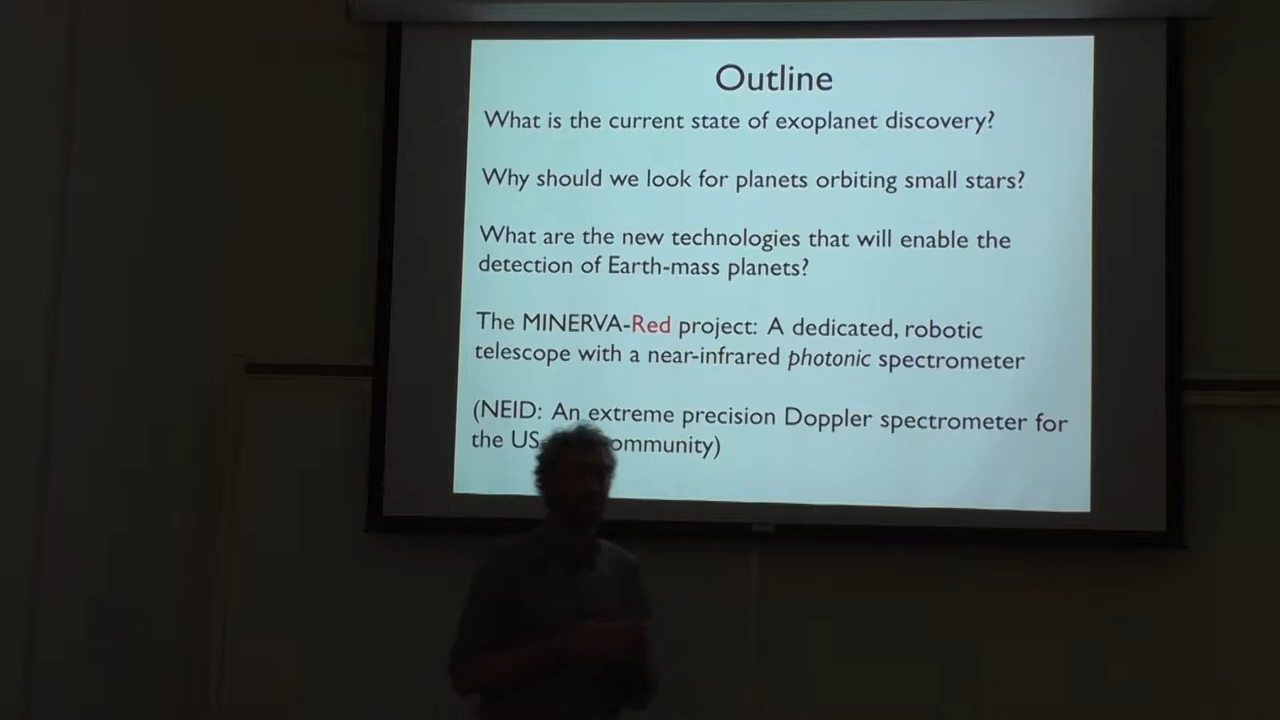 Outline
What is the current state of exoplanet discovery?
Why should we look for planets orbiting small stars?
What are the new technologies that will enable the
detection of Earth-mass planets?
The MINERVA-Red project: A dedicated, robotic
telescope with a near-infrared photonic spectrometer
(NEID: An extreme precision Doppler spectrometer for
the US ommunity)